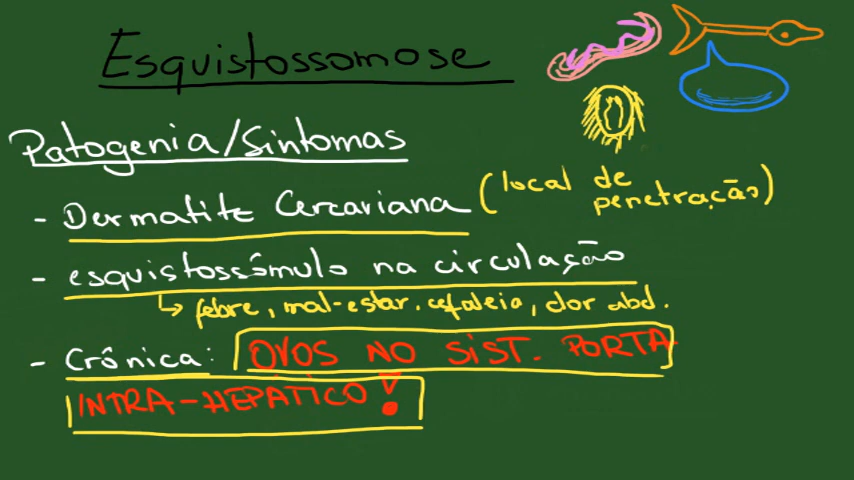 Esquistossomose
Patogenia/Sintomas
- Dermatite Cercariana (local de penetração)
- esquistossômulo na circulação
↳ febre, mal-estar, cefaleia, dor abd.
- Crônica: OVOS NO SIST. PORTA
INTRA-HEPÁTICO!